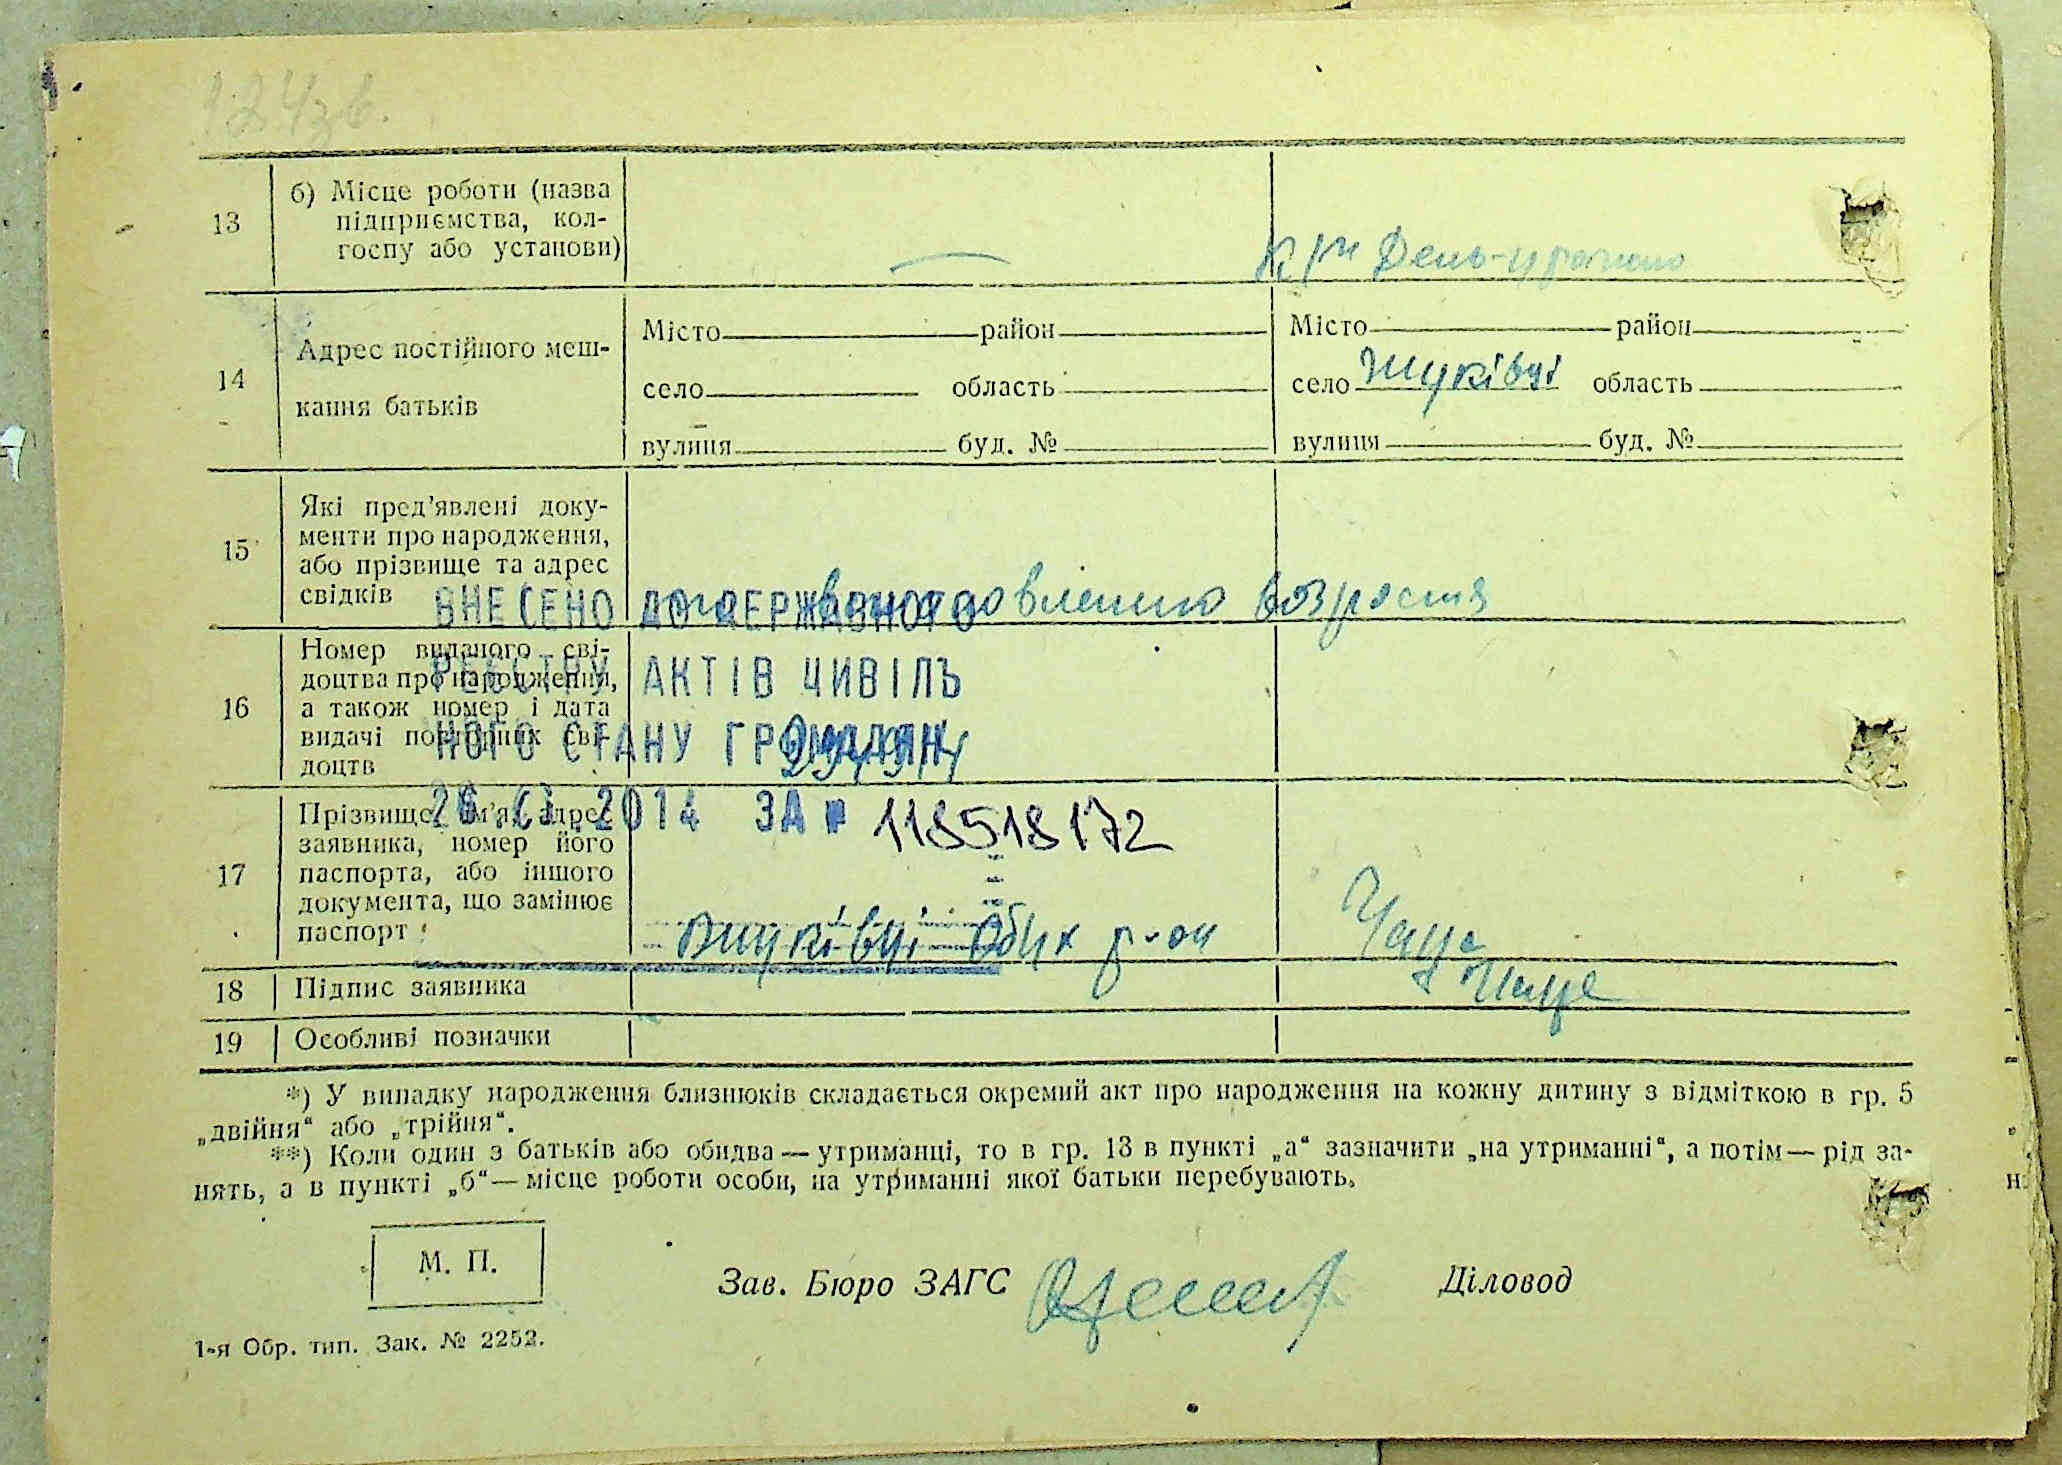 124зв.
13
б) Місце роботи (назва
підприємства, кол-
госпу або установи)
День-урожаю
14
Адрес постійного меш-
кання батьків
Місто район
село область
вулиця буд. №
Місто район
село Жуківці область
вулиця буд. №
15
Які пред'явлені доку-
менти про народження,
або прізвище та адрес
свідків
возроста
16
Номер виданого сві-
доцтва про народження,
а також номер і дата
видачі повторних сві-
доцтв
17
Прізвище, ім'я, адрес
заявника, номер його
паспорта, або іншого
документа, що замінює
паспорт
Жуківці Обух р-он
ВНЕСЕНО ДО ДЕРЖАВНОГО
РЕЄСТРУ АКТІВ ЦИВІЛЬ
НОГО СТАНУ ГРОМАДЯН
2014 ЗА № 118518172
18 Підпис заявника
19 Особливі позначки
*) У випадку народження близнюків складається окремий акт про народження на кожну дитину з відміткою в гр. 5
„двійня“ або „трійня“.
**) Коли один з батьків або обидва — утриманці, то в гр. 13 в пункті „а“ зазначити „на утриманні“, а потім — рід за-
нять, а в пункті „б“ — місце роботи особи, на утриманні якої батьки перебувають.
М. П.
Зав. Бюро ЗАГС Діловод
1-я Обр. тип. Зак. № 2252.